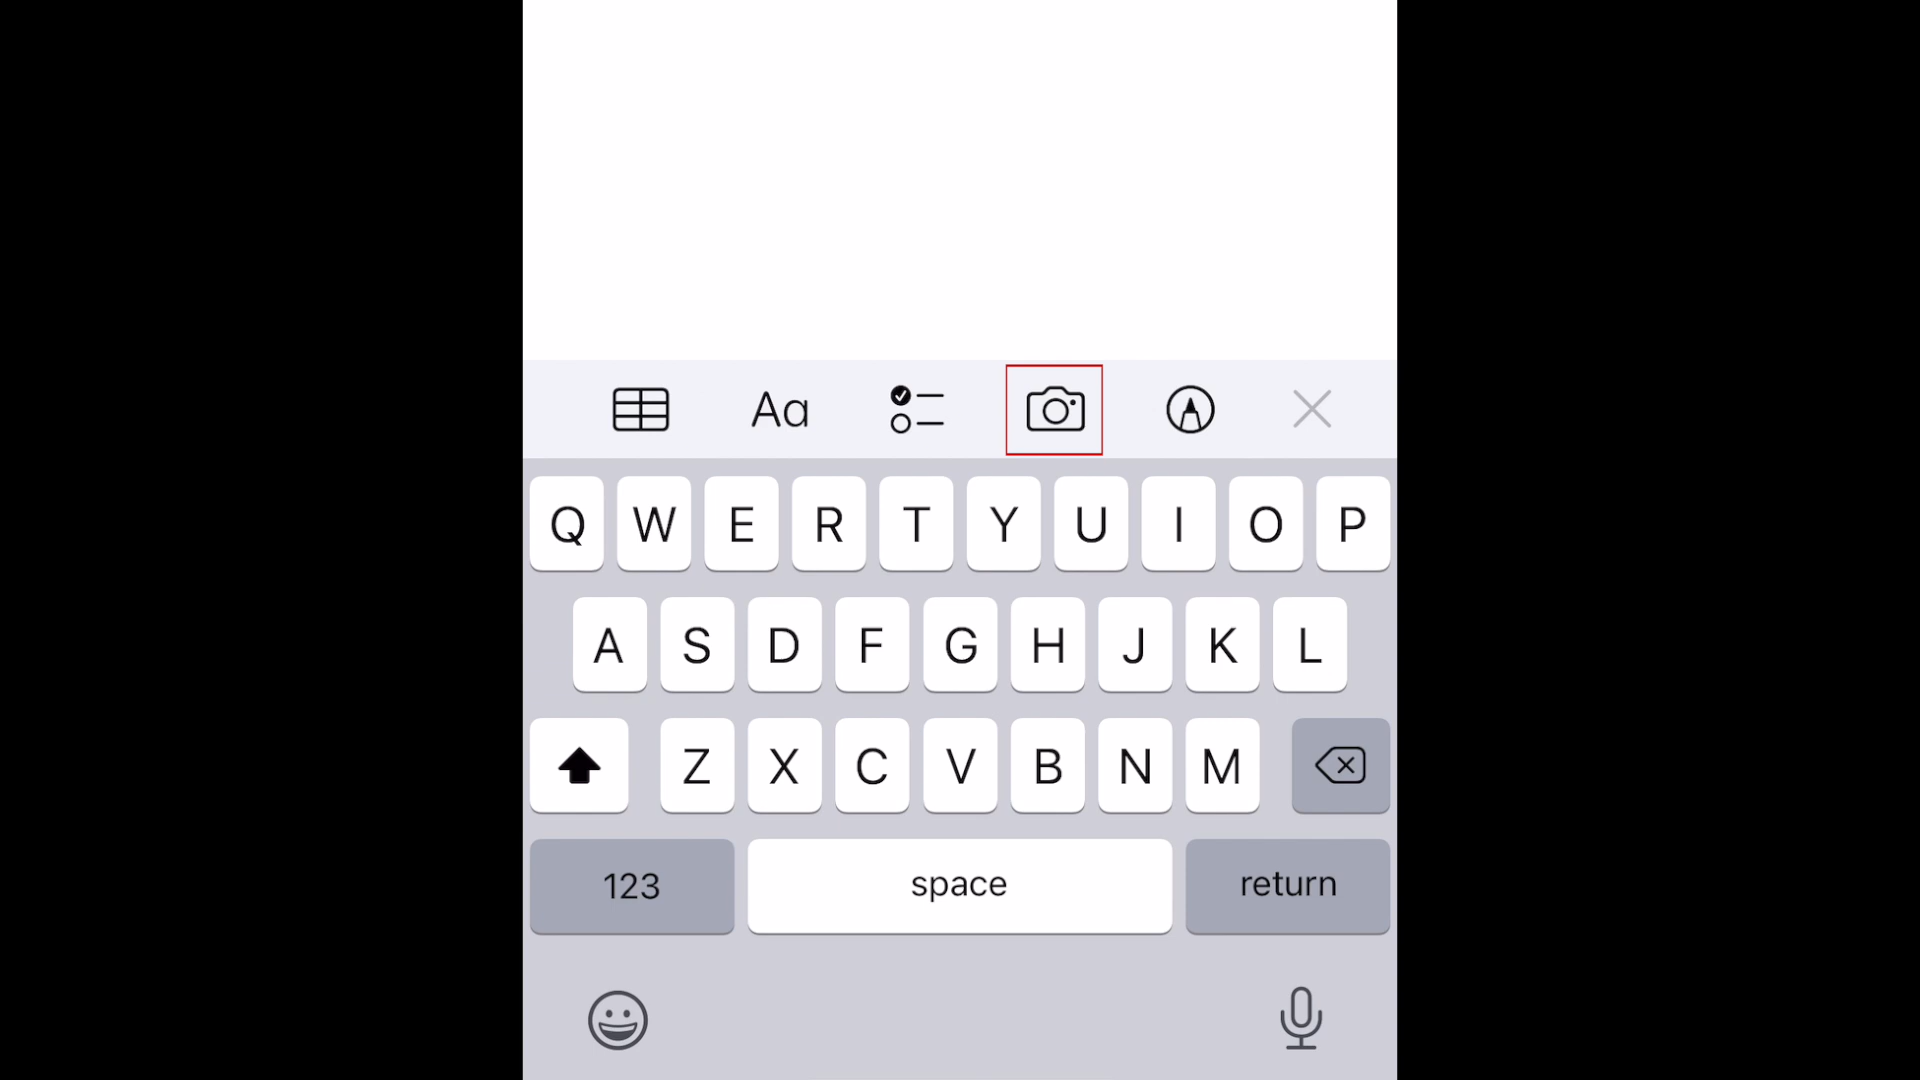 Aa
Q W E R T Y U I O P
A S D F G H J K L
Z X C V B N M
123 space return